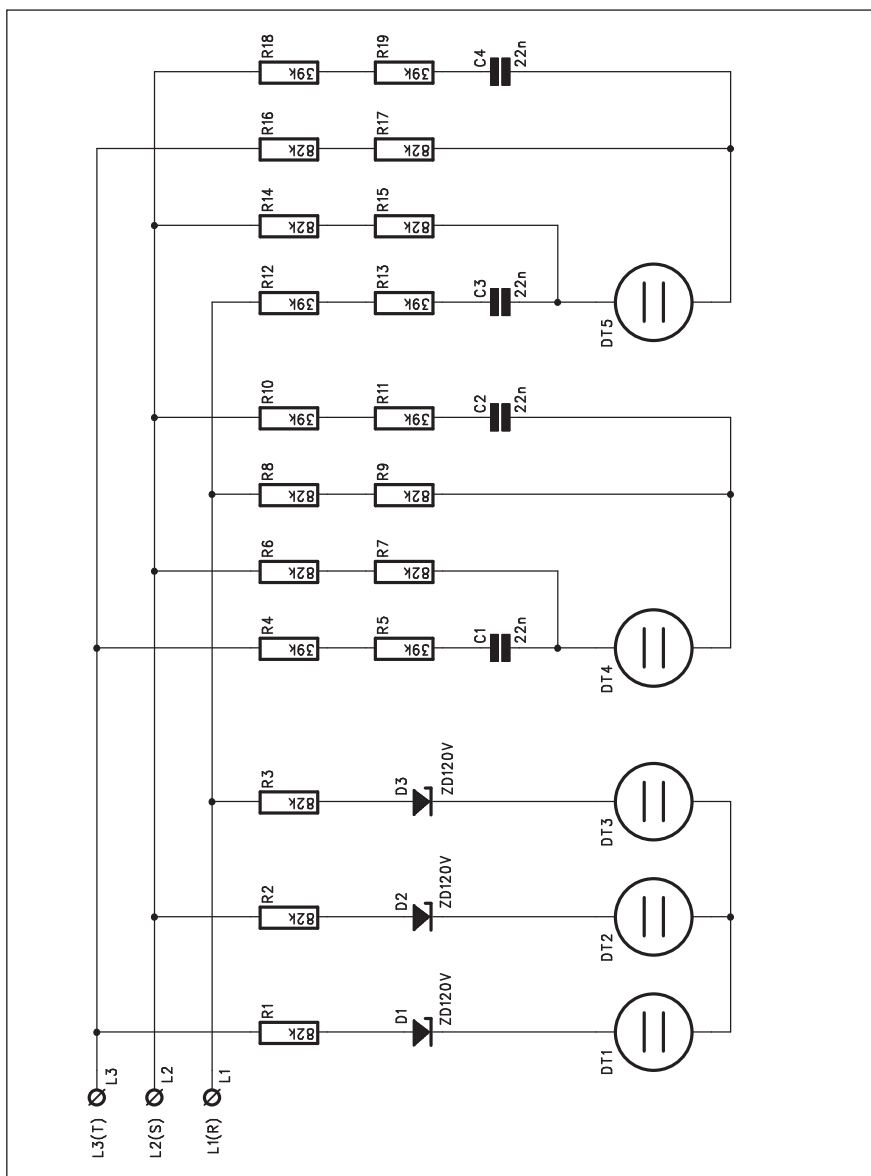 R18
39k
R19
39k
C4
22n
R16
82k
R17
82k
R14
82k
R15
82k
R12
39k
R13
39k
C3
22n
DT5
R10
39k
R11
39k
C2
22n
R8
82k
R9
82k
R6
82k
R7
82k
R4
39k
R5
39k
C1
22n
DT4
R3
82k
D3
ZD120V
DT3
R2
82k
D2
ZD120V
DT2
R1
82k
D1
ZD120V
DT1
L3(T)
L3
L2(S)
L2
L1(R)
L1